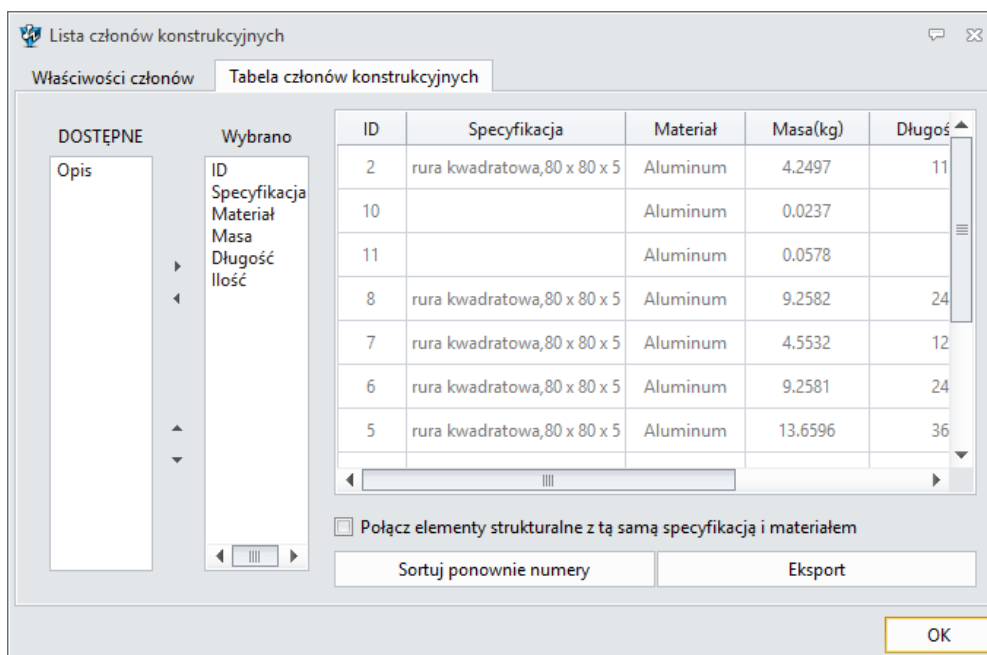 Lista członów konstrukcyjnych
Właściwości członów
Tabela członów konstrukcyjnych
DOSTĘPNE
Opis
Wybrano
ID
Specyfikacja
Materiał
Masa
Długość
Ilość
ID Specyfikacja Materiał Masa(kg) Długoś
2 rura kwadratowa,80 x 80 x 5 Aluminum 4.2497 11
10 Aluminum 0.0237
11 Aluminum 0.0578
8 rura kwadratowa,80 x 80 x 5 Aluminum 9.2582 24
7 rura kwadratowa,80 x 80 x 5 Aluminum 4.5532 12
6 rura kwadratowa,80 x 80 x 5 Aluminum 9.2581 24
5 rura kwadratowa,80 x 80 x 5 Aluminum 13.6596 36
Połącz elementy strukturalne z tą samą specyfikacją i materiałem
Sortuj ponownie numery
Eksport
OK